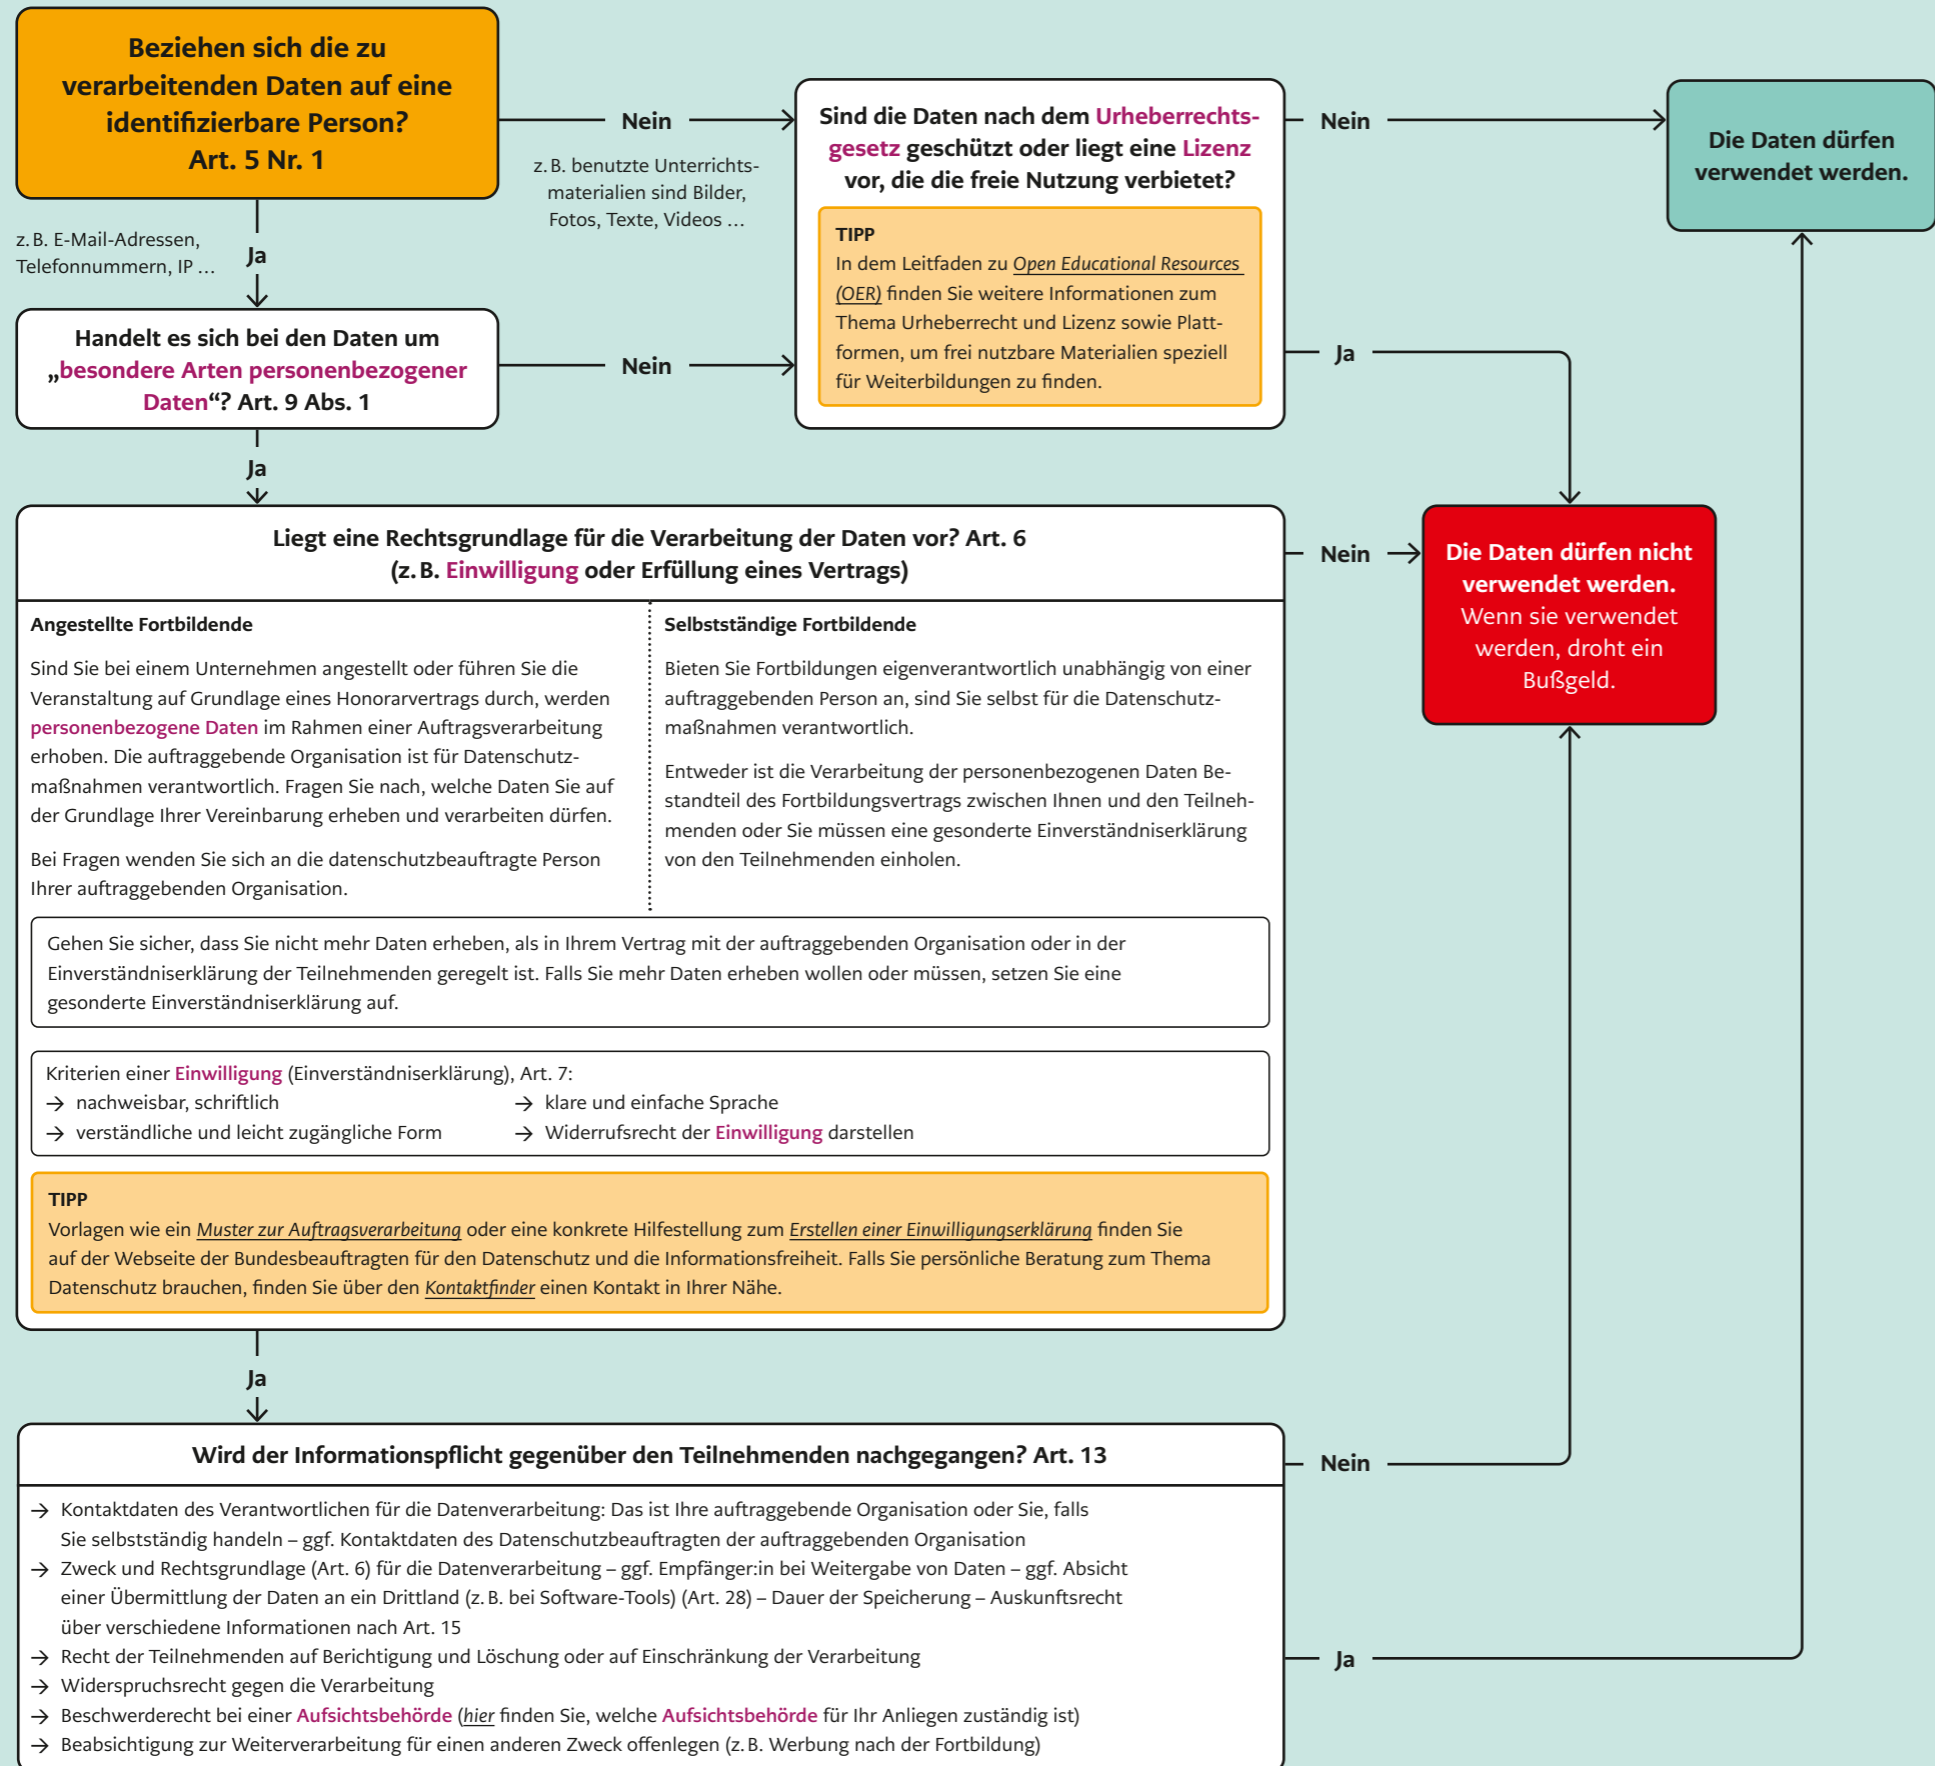 Beziehen sich die zu
verarbeitenden Daten auf eine
identifizierbare Person?
Art. 5 Nr. 1
Nein
z. B. benutzte Unterrichts-
materialien sind Bilder,
Fotos, Texte, Videos …
Sind die Daten nach dem Urheberrechts-
gesetz geschützt oder liegt eine Lizenz
vor, die die freie Nutzung verbietet?
TIPP
In dem Leitfaden zu Open Educational Resources
(OER) finden Sie weitere Informationen zum
Thema Urheberrecht und Lizenz sowie Platt-
formen, um frei nutzbare Materialien speziell
für Weiterbildungen zu finden.
Nein
Die Daten dürfen
verwendet werden.
z. B. E-Mail-Adressen,
Telefonnummern, IP …
Ja
Handelt es sich bei den Daten um
„besondere Arten personenbezogener
Daten“? Art. 9 Abs. 1
Nein
Ja
Ja
Liegt eine Rechtsgrundlage für die Verarbeitung der Daten vor? Art. 6
(z. B. Einwilligung oder Erfüllung eines Vertrags)
Nein
Die Daten dürfen nicht
verwendet werden.
Wenn sie verwendet
werden, droht ein
Bußgeld.
Angestellte Fortbildende
Sind Sie bei einem Unternehmen angestellt oder führen Sie die
Veranstaltung auf Grundlage eines Honorarvertrags durch, werden
personenbezogene Daten im Rahmen einer Auftragsverarbeitung
erhoben. Die auftraggebende Organisation ist für Datenschutz-
maßnahmen verantwortlich. Fragen Sie nach, welche Daten Sie auf
der Grundlage Ihrer Vereinbarung erheben und verarbeiten dürfen.
Bei Fragen wenden Sie sich an die datenschutzbeauftragte Person
Ihrer auftraggebenden Organisation.
Selbstständige Fortbildende
Bieten Sie Fortbildungen eigenverantwortlich unabhängig von einer
auftraggebenden Person an, sind Sie selbst für die Datenschutz-
maßnahmen verantwortlich.
Entweder ist die Verarbeitung der personenbezogenen Daten Be-
standteil des Fortbildungsvertrags zwischen Ihnen und den Teilneh-
menden oder Sie müssen eine gesonderte Einverständniserklärung
von den Teilnehmenden einholen.
Gehen Sie sicher, dass Sie nicht mehr Daten erheben, als in Ihrem Vertrag mit der auftraggebenden Organisation oder in der
Einverständniserklärung der Teilnehmenden geregelt ist. Falls Sie mehr Daten erheben wollen oder müssen, setzen Sie eine
gesonderte Einverständniserklärung auf.
Kriterien einer Einwilligung (Einverständniserklärung), Art. 7:
→ nachweisbar, schriftlich → klare und einfache Sprache
→ verständliche und leicht zugängliche Form → Widerrufsrecht der Einwilligung darstellen
TIPP
Vorlagen wie ein Muster zur Auftragsverarbeitung oder eine konkrete Hilfestellung zum Erstellen einer Einwilligungserklärung finden Sie
auf der Webseite der Bundesbeauftragten für den Datenschutz und die Informationsfreiheit. Falls Sie persönliche Beratung zum Thema
Datenschutz brauchen, finden Sie über den Kontaktfinder einen Kontakt in Ihrer Nähe.
Ja
Wird der Informationspflicht gegenüber den Teilnehmenden nachgegangen? Art. 13
Nein
→ Kontaktdaten des Verantwortlichen für die Datenverarbeitung: Das ist Ihre auftraggebende Organisation oder Sie, falls
Sie selbstständig handeln – ggf. Kontaktdaten des Datenschutzbeauftragten der auftraggebenden Organisation
→ Zweck und Rechtsgrundlage (Art. 6) für die Datenverarbeitung – ggf. Empfänger:in bei Weitergabe von Daten – ggf. Absicht
einer Übermittlung der Daten an ein Drittland (z. B. bei Software-Tools) (Art. 28) – Dauer der Speicherung – Auskunftsrecht
über verschiedene Informationen nach Art. 15
→ Recht der Teilnehmenden auf Berichtigung und Löschung oder auf Einschränkung der Verarbeitung
→ Widerspruchsrecht gegen die Verarbeitung
→ Beschwerderecht bei einer Aufsichtsbehörde (hier finden Sie, welche Aufsichtsbehörde für Ihr Anliegen zuständig ist)
→ Beabsichtigung zur Weiterverarbeitung für einen anderen Zweck offenlegen (z. B. Werbung nach der Fortbildung)
Ja